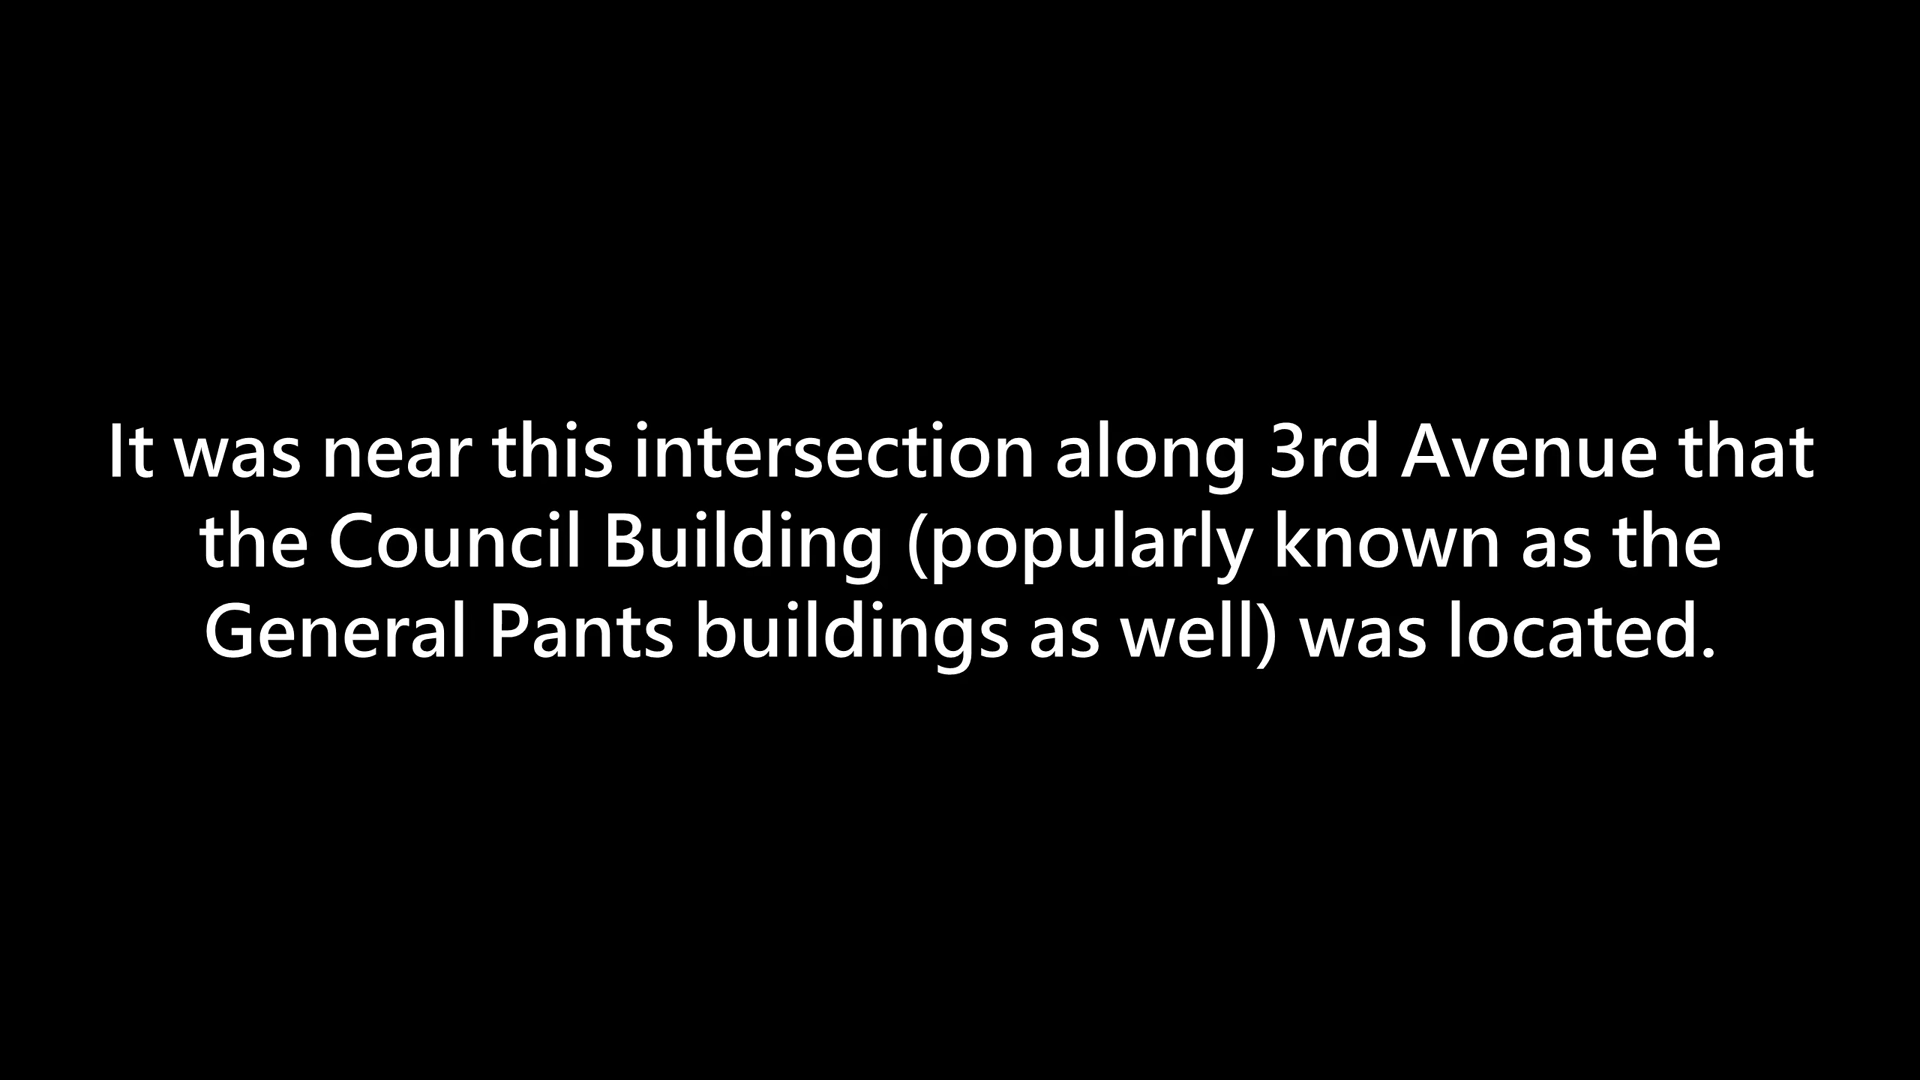 It was near this intersection along 3rd Avenue that
the Council Building (popularly known as the
General Pants buildings as well) was located.